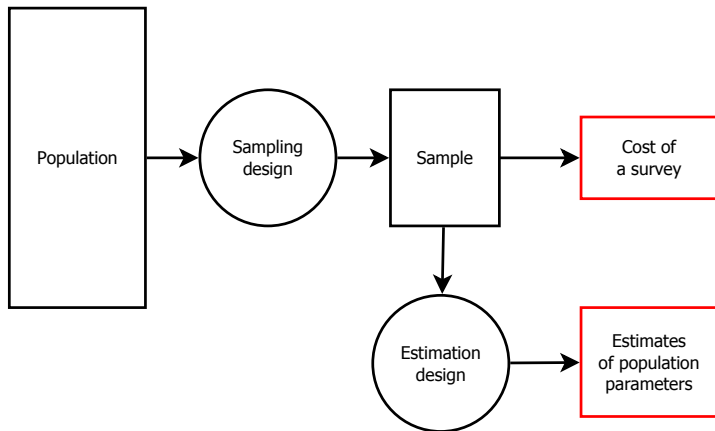 Population
Sampling
design
Sample
Cost of
a survey
Estimation
design
Estimates
of population
parameters